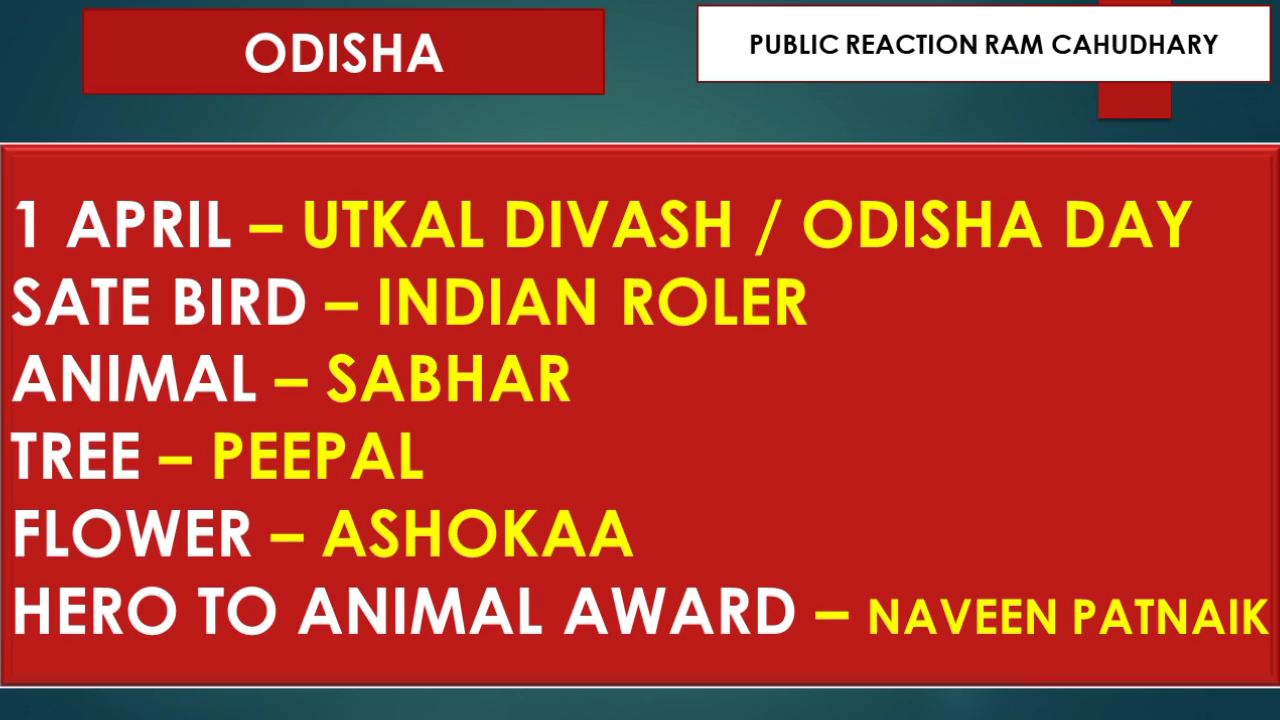 ODISHA
PUBLIC REACTION RAM CAHUDHARY
1 APRIL – UTKAL DIVASH / ODISHA DAY
SATE BIRD – INDIAN ROLER
ANIMAL – SABHAR
TREE – PEEPAL
FLOWER – ASHOKAA
HERO TO ANIMAL AWARD – NAVEEN PATNAIK